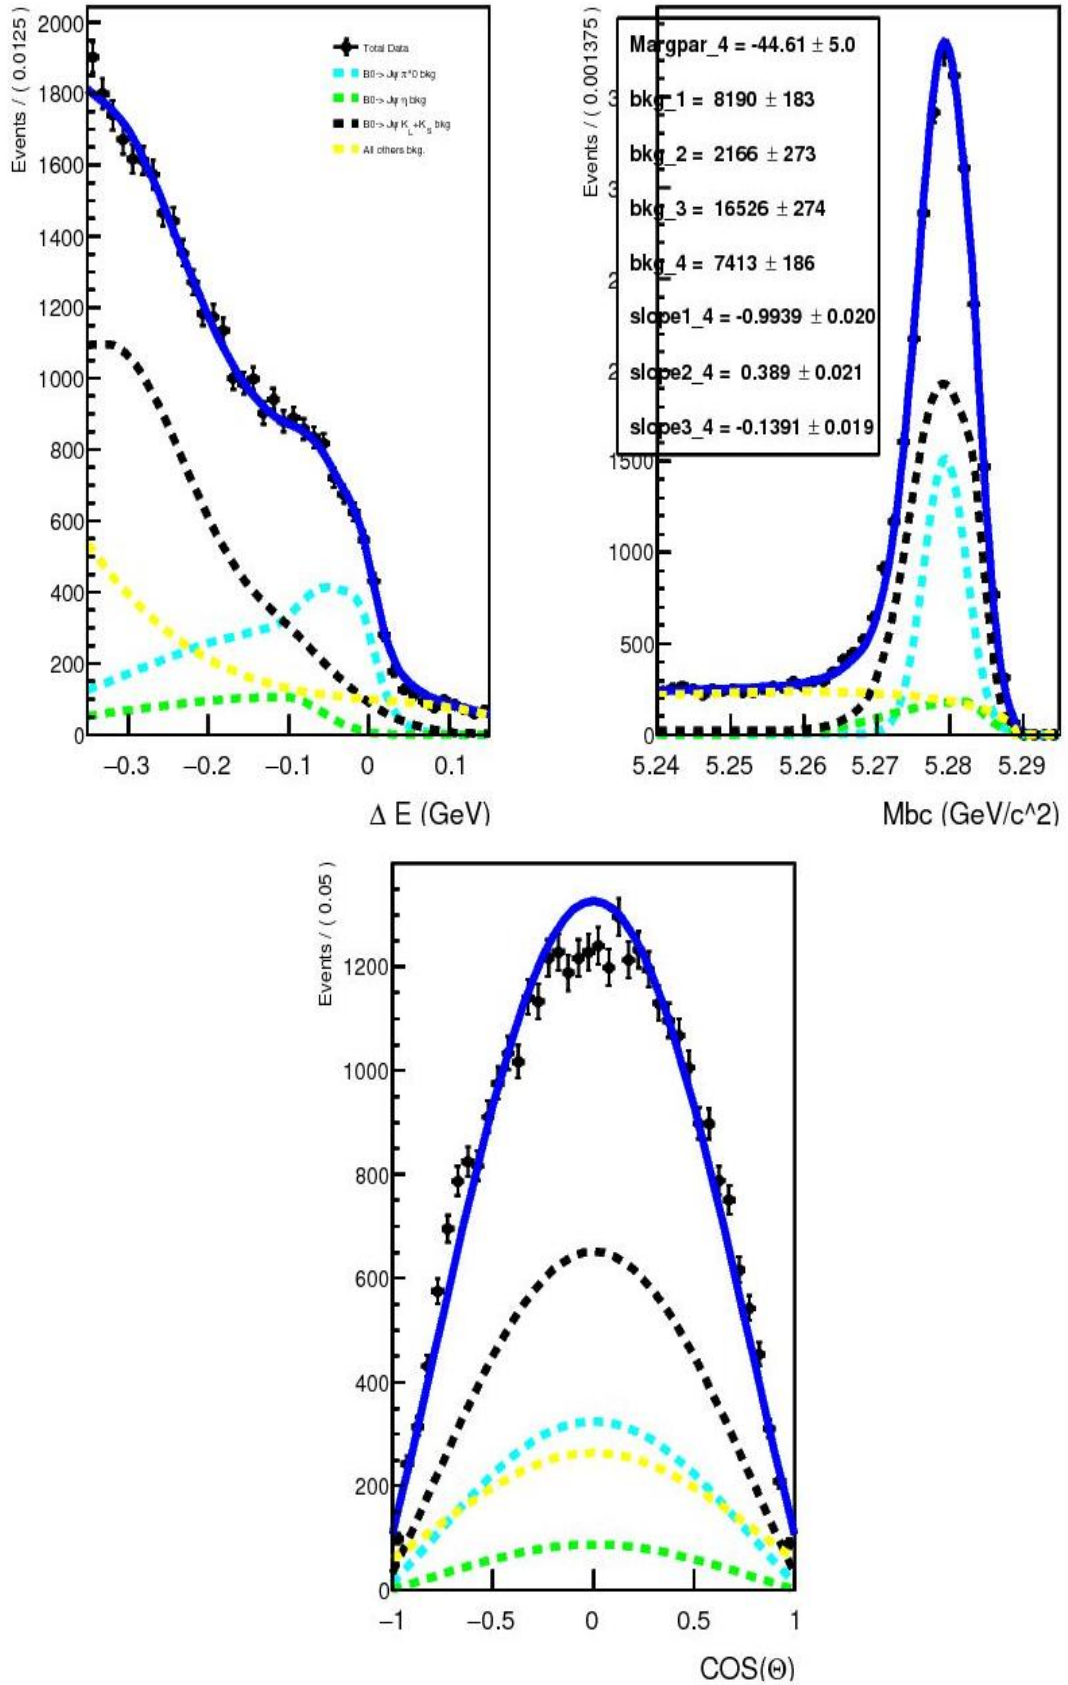 Events / ( 0.0125 )
2000
1800
1600
1400
1200
1000
800
600
400
200
0
−0.3 −0.2 −0.1 0 0.1
Δ E (GeV)
Total Data
B0-> Jψ π*0 bkg
B0-> Jψ η bkg
B0-> Jψ K_L+K_S bkg
All others bkg.
Events / ( 0.001375 )
Margpar_4 = -44.61 ± 5.0
bkg_1 = 8190 ± 183
bkg_2 = 2166 ± 273
bkg_3 = 16526 ± 274
bkg_4 = 7413 ± 186
slope1_4 = -0.9939 ± 0.020
slope2_4 = 0.389 ± 0.021
slope3_4 = -0.1391 ± 0.019
1500
1000
500
0
5.24 5.25 5.26 5.27 5.28 5.29
Mbc (GeV/c^2)
Events / ( 0.05 )
1200
1000
800
600
400
200
0
−1 −0.5 0 0.5 1
COS(Θ)